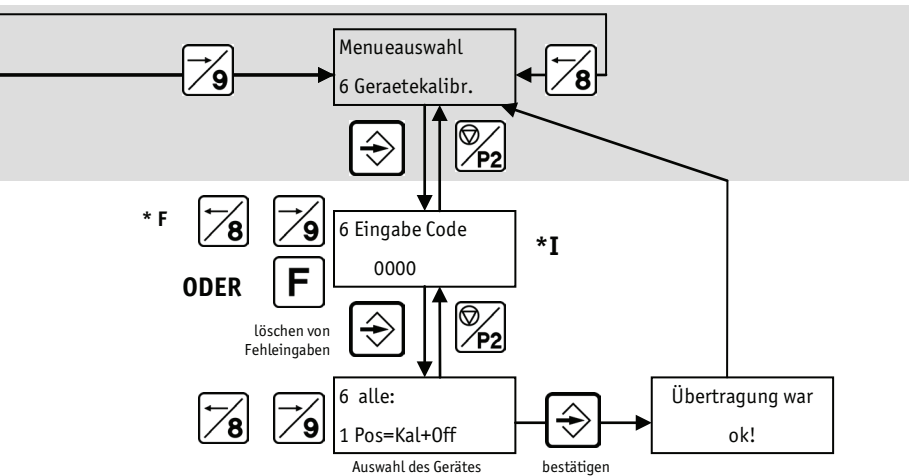 Menueauswahl
9
8
6 Geraetekalibr.
P2
* F
8
9
6 Eingabe Code
*I
0000
ODER
F
löschen von
Fehleingaben
P2
6 alle:
Übertragung war
8
9
1 Pos=Kal+Off
ok!
Auswahl des Gerätes
bestätigen